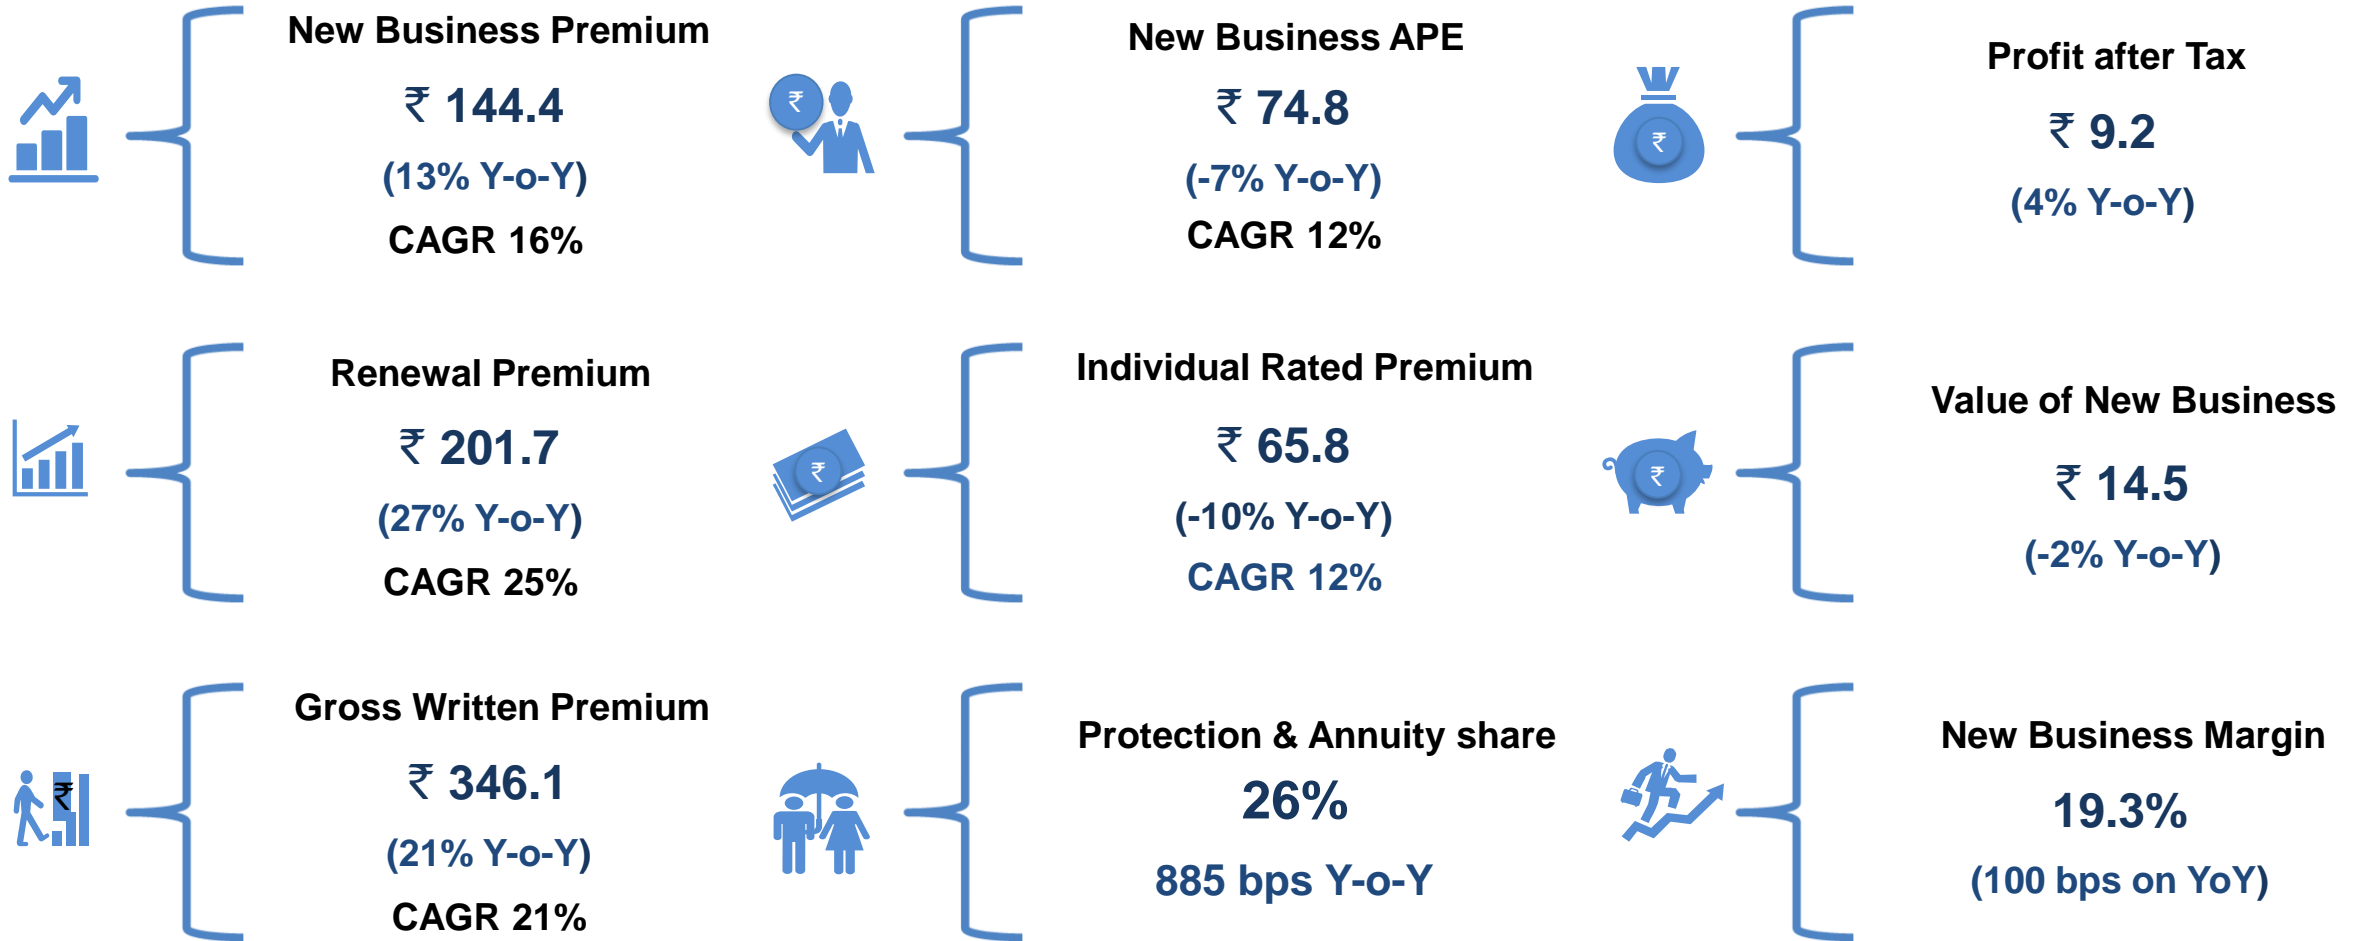 New Business Premium
₹ 144.4
(13% Y-o-Y)
CAGR 16%
₹
New Business APE
₹ 74.8
(-7% Y-o-Y)
CAGR 12%
₹
Profit after Tax
₹ 9.2
(4% Y-o-Y)
Renewal Premium
₹ 201.7
(27% Y-o-Y)
CAGR 25%
₹
Individual Rated Premium
₹ 65.8
(-10% Y-o-Y)
CAGR 12%
₹
Value of New Business
₹ 14.5
(-2% Y-o-Y)
₹
Gross Written Premium
₹ 346.1
(21% Y-o-Y)
CAGR 21%
Protection & Annuity share
26%
885 bps Y-o-Y
New Business Margin
19.3%
(100 bps on YoY)